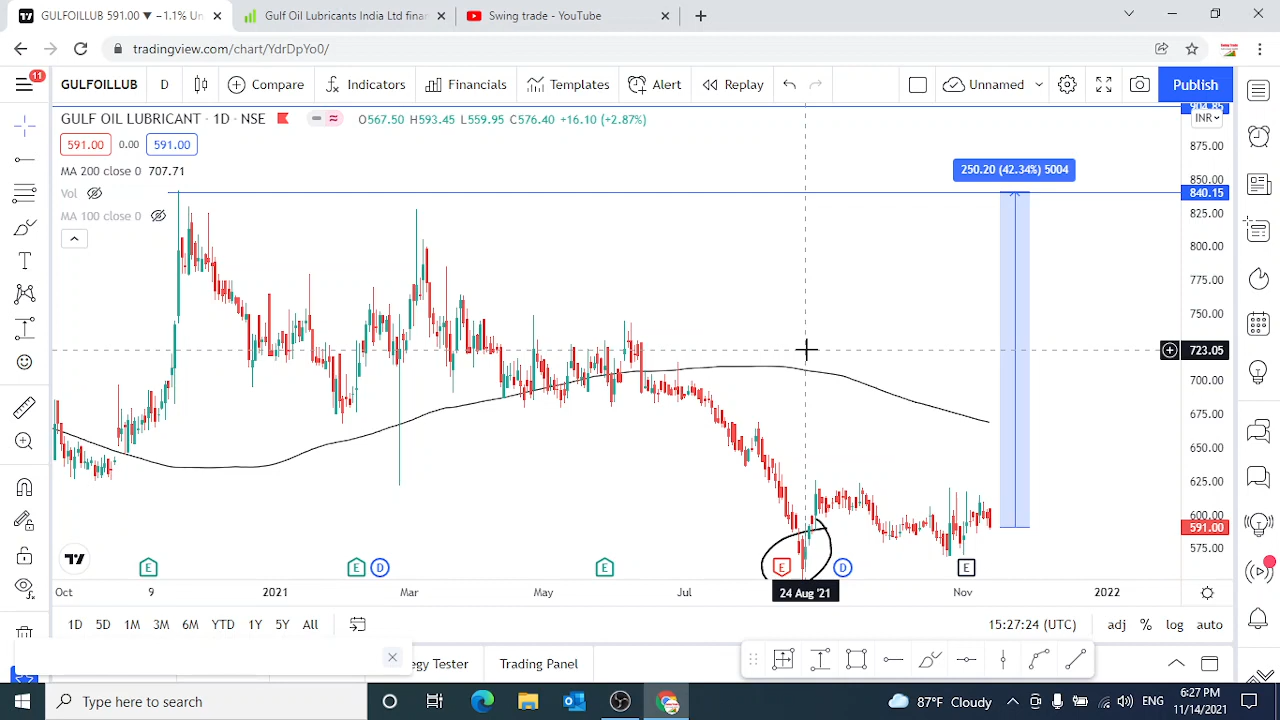 GULFOILLUB 591.00 ▼ −1.1% Un
Gulf Oil Lubricants India Ltd finan
Swing trade - YouTube
tradingview.com/chart/YdrDpYo0/
11
GULFOILLUB D Compare Indicators Financials Templates Alert Replay Unnamed Publish
GULF OIL LUBRICANT · 1D · NSE O567.50 H593.45 L559.95 C576.40 +16.10 (+2.87%)
591.00 0.00 591.00
MA 200 close 0 707.71
Vol
MA 100 close 0
250.20 (42.34%) 5004
INR
875.00
850.00
840.15
825.00
800.00
775.00
750.00
723.05
700.00
675.00
650.00
625.00
600.00
591.00
575.00
E E D E E D E
Oct 9 2021 Mar May Jul 24 Aug '21 Nov 2022
1D 5D 1M 3M 6M YTD 1Y 5Y All 15:27:24 (UTC) adj % log auto
egy Tester Trading Panel
Type here to search 87°F Cloudy ENG 6:27 PM
11/14/2021